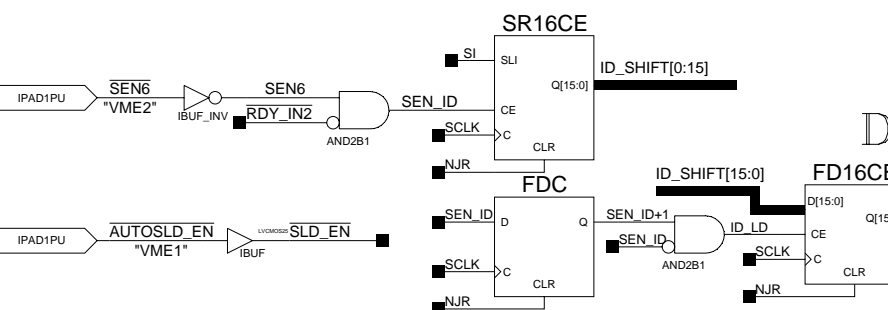 SR16CE
SI
SLI
Q[15:0]
ID_SHIFT[0:15]
IPAD1PU
SEN6
"VME2"
IBUF_INV
SEN6
RDY_IN2
AND2B1
SEN_ID
CE
SCLK
C
CLR
NJR
FDC
ID_SHIFT[15:0]
FD16CE
D[15:0]
Q[15
IPAD1PU
AUTOSLD_EN
"VME1"
IBUF
LVCMOS25
SLD_EN
SEN_ID
D
Q
SEN_ID+1
SEN_ID
AND2B1
ID_LD
CE
SCLK
C
CLR
NJR
SCLK
C
CLR
NJR